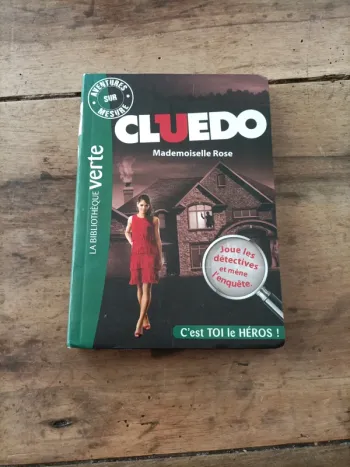 AVENTURES
SUR
MESURE
CLUEDO
Mademoiselle Rose
LA BIBLIOTHÈQUE verte
Joue les
détectives
et mène
l'enquête.
C'est TOI le HÉROS !